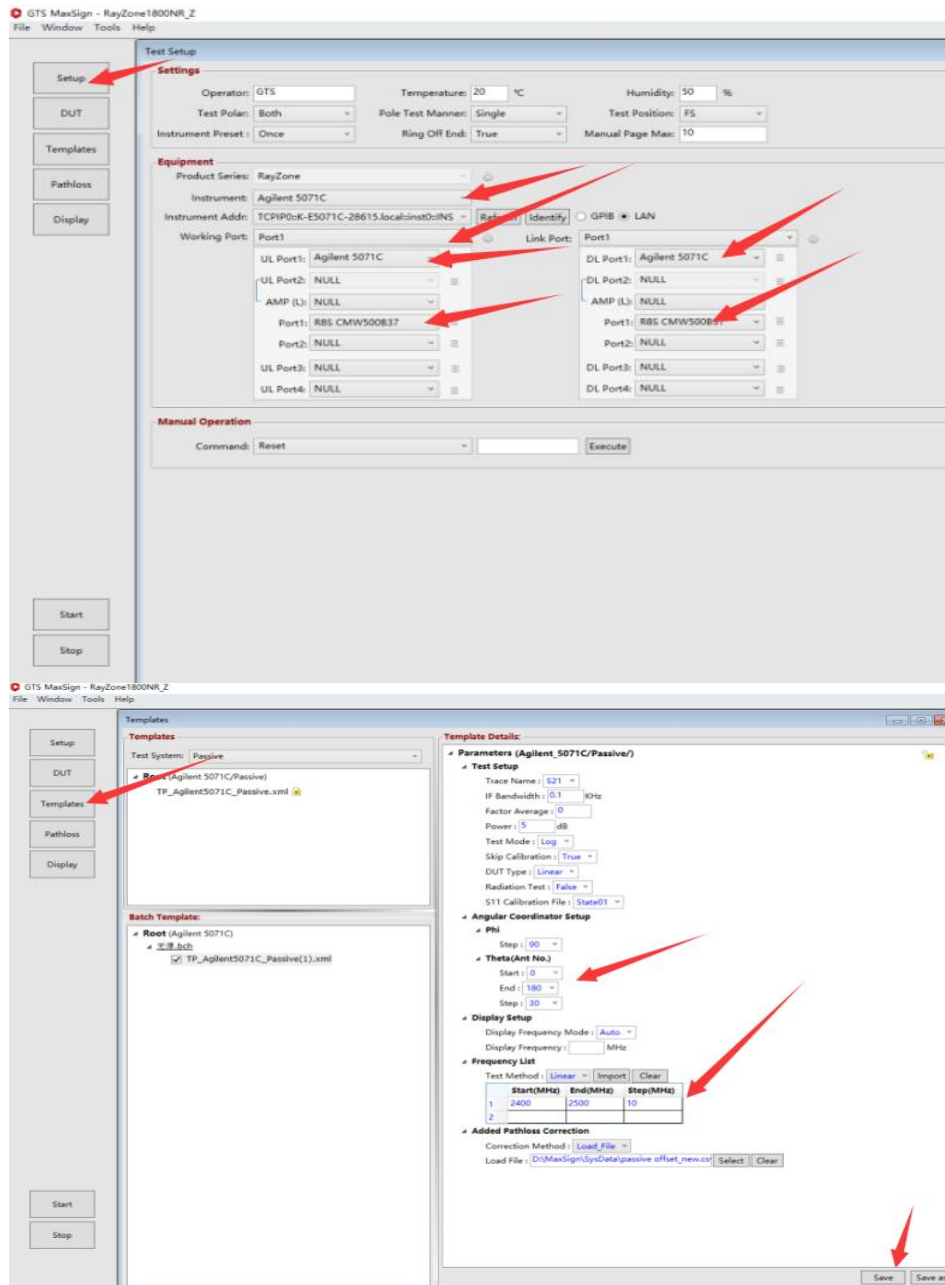 GTS MaxSign - RayZone1800NR_Z
File Window Tools Help
Test Setup
Setup
DUT
Templates
Pathloss
Display
Start
Stop
Settings
Operator: GTS Temperature: 20 ℃ Humidity: 50 %
Test Polar: Both Pole Test Manner: Single Test Position: FS
Instrument Preset : Once Ring Off End: True Manual Page Max: 10
Equipment
Product Series: RayZone
Instrument: Agilent 5071C
Instrument Addr: TCPIP0::K-E5071C-28615.local::inst0::INS Identify GPIB LAN
Working Port: Port1 Link Port: Port1
UL Port1: Agilent 5071C DL Port1: Agilent 5071C
UL Port2: NULL DL Port2: NULL
AMP (L): NULL AMP (L): NULL
Port1: R&S CMW500B37 Port1: R&S CMW500B37
Port2: NULL Port2: NULL
UL Port3: NULL DL Port3: NULL
UL Port4: NULL DL Port4: NULL
Manual Operation
Command: Reset Execute
GTS MaxSign - RayZone1800NR_Z
File Window Tools Help
Setup
DUT
Templates
Pathloss
Display
Start
Stop
Templates
Templates
Test System: Passive
Root (Agilent 5071C/Passive)
TP_Agilent5071C_Passive.xml
Batch Template:
Root (Agilent 5071C)
无源.bch
TP_Agilent5071C_Passive(1).xml
Template Details:
Parameters (Agilent_5071C/Passive/)
Test Setup
Trace Name : S21
IF Bandwidth : 0.1 KHz
Factor Average : 0
Power : 5 dB
Test Mode : Log
Skip Calibration : True
DUT Type : Linear
Radiation Test : False
S11 Calibration File : State01
Angular Coordinator Setup
Phi
Step : 90
Theta(Ant No.)
Start : 0
End : 180
Step : 30
Display Setup
Display Frequency Mode : Auto
Display Frequency : MHz
Frequency List
Test Method : Linear Import Clear
Start(MHz) End(MHz) Step(MHz)
1 2400 2500 10
2
Added Pathloss Correction
Correction Method : Load_File
Load File : D:\MaxSign\SysData\passive offset_new.cs Select Clear
Save Save as